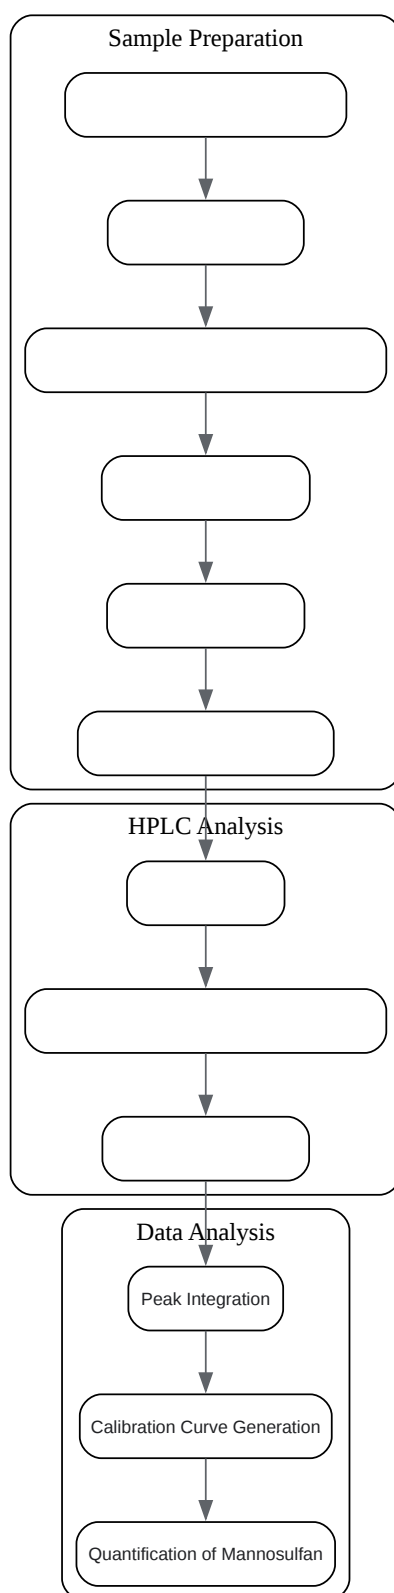 Sample Preparation
HPLC Analysis
Data Analysis
Peak Integration
Calibration Curve Generation
Quantification of Mannosulfan